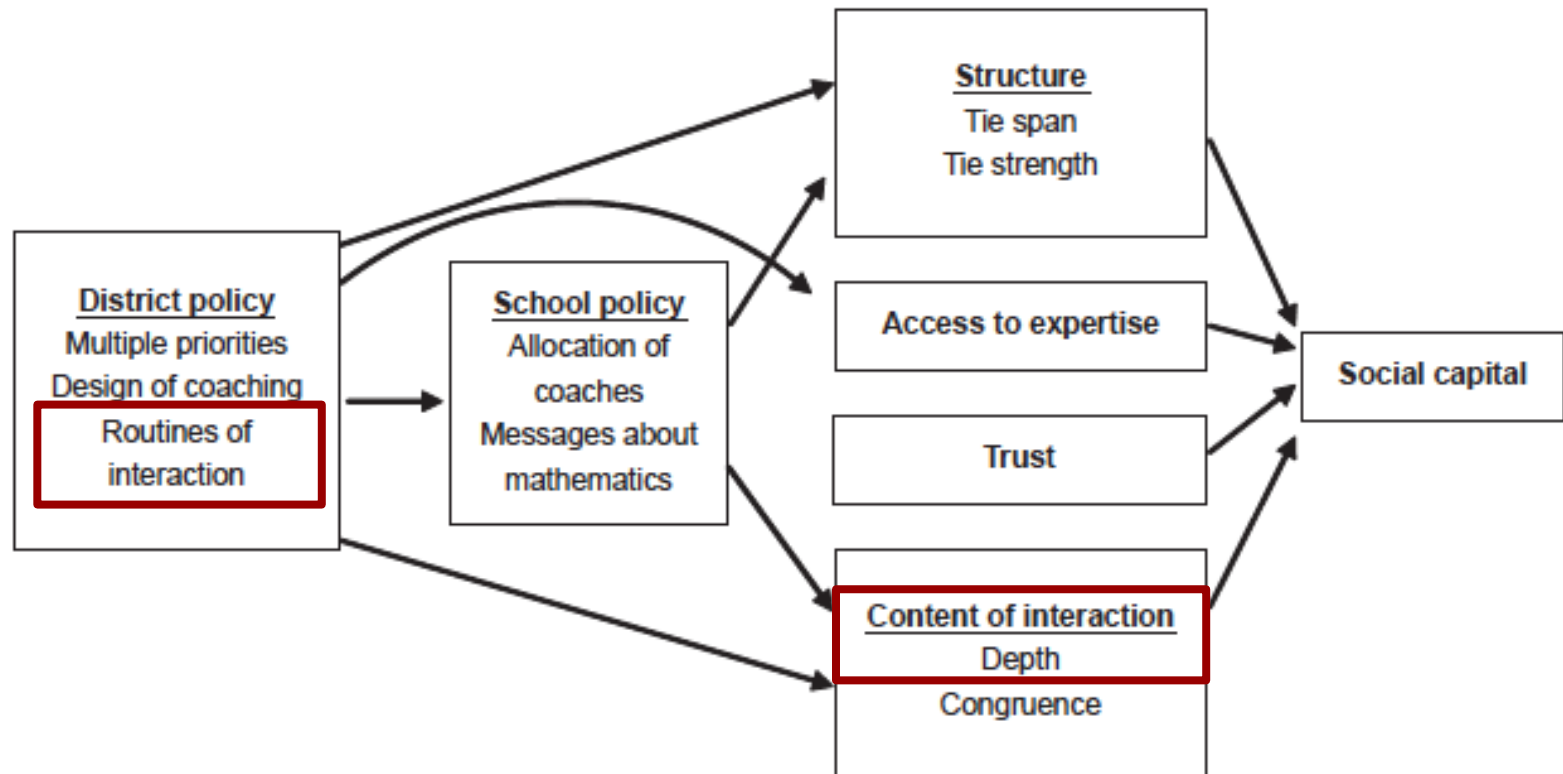 District policy
Multiple priorities
Design of coaching
Routines of
interaction
School policy
Allocation of
coaches
Messages about
mathematics
Structure
Tie span
Tie strength
Access to expertise
Trust
Content of interaction
Depth
Congruence
Social capital